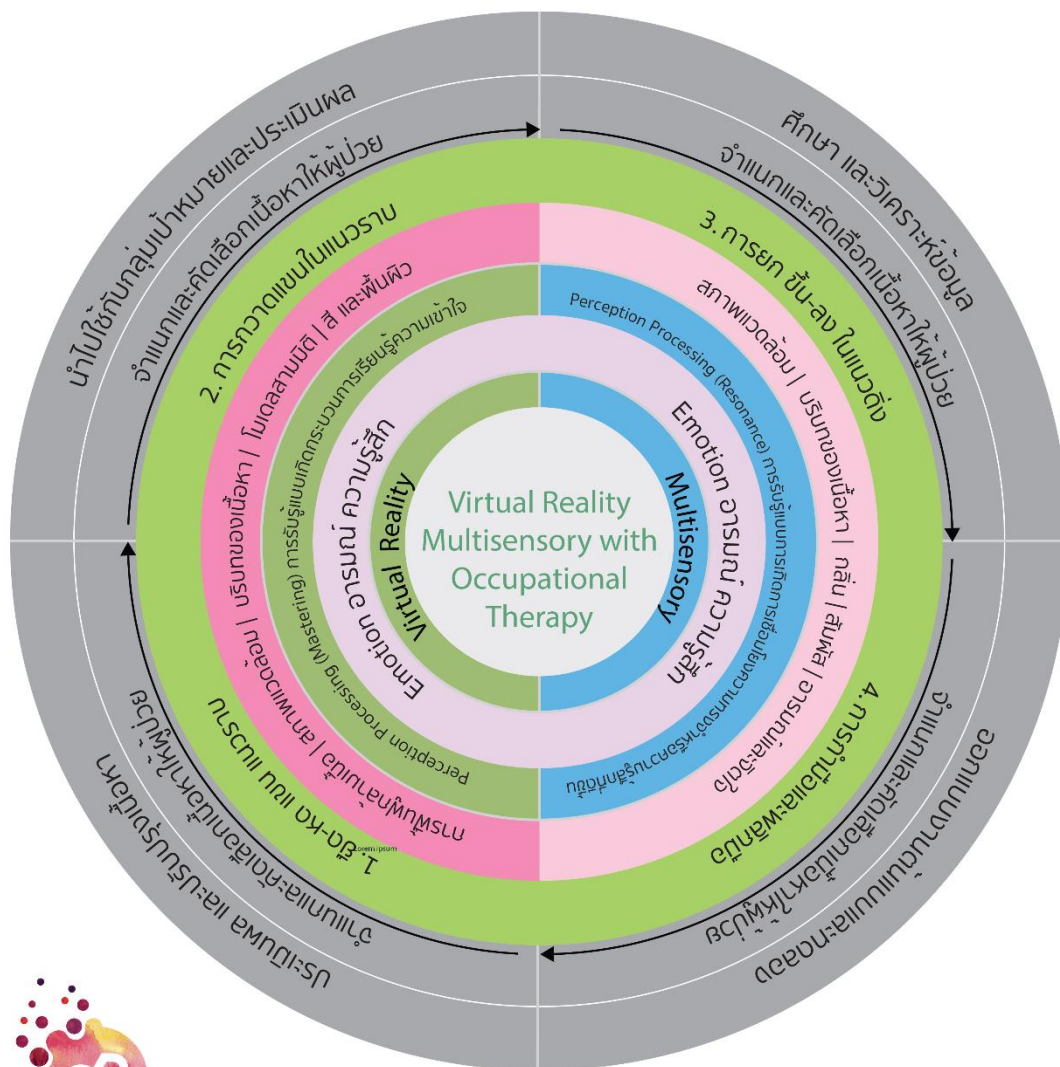 Virtual Reality
Multisensory with
Occupational
Therapy
Virtual Reality
Multisensory
Emotion อารมณ์ ความรู้สึก
Emotion อารมณ์ ความรู้สึก
Perception Processing (Mastering) การรับรู้แบบเกิดกระบวนการเรียนรู้ความเข้าใจ
Perception Processing (Resonance) การรับรู้แบบการเกิดการเชื่อมโยงความทรงจำหรือความรู้สึกที่ดีขึ้น
การฟื้นฟูกล้ามเนื้อ | สภาพแวดล้อม | บริบทของเนื้อหา | โมเดลสามมิติ | สี และพื้นผิว
สภาพแวดล้อม | บริบทของเนื้อหา | กลิ่น | สัมผัส | อารมณ์และจิตใจ
1. ยืด-หด แขน แนวราบ
Lorem ipsum
2. การกวาดแขนในแนวราบ
3. การยก ขึ้น-ลง ในแนวดิ่ง
4. การกำมือและพลิกมือ
จำแนกและคัดเลือกเนื้อหาให้ผู้ป่วย
จำแนกและคัดเลือกเนื้อหาให้ผู้ป่วย
จำแนกและคัดเลือกเนื้อหาให้ผู้ป่วย
จำแนกและคัดเลือกเนื้อหาให้ผู้ป่วย
นำไปใช้กับกลุ่มเป้าหมายและประเมินผล
ศึกษา และวิเคราะห์ข้อมูล
ออกแบบงานต้นแบบและทดลอง
ประเมินผล และปรับปรุงเนื้อหา